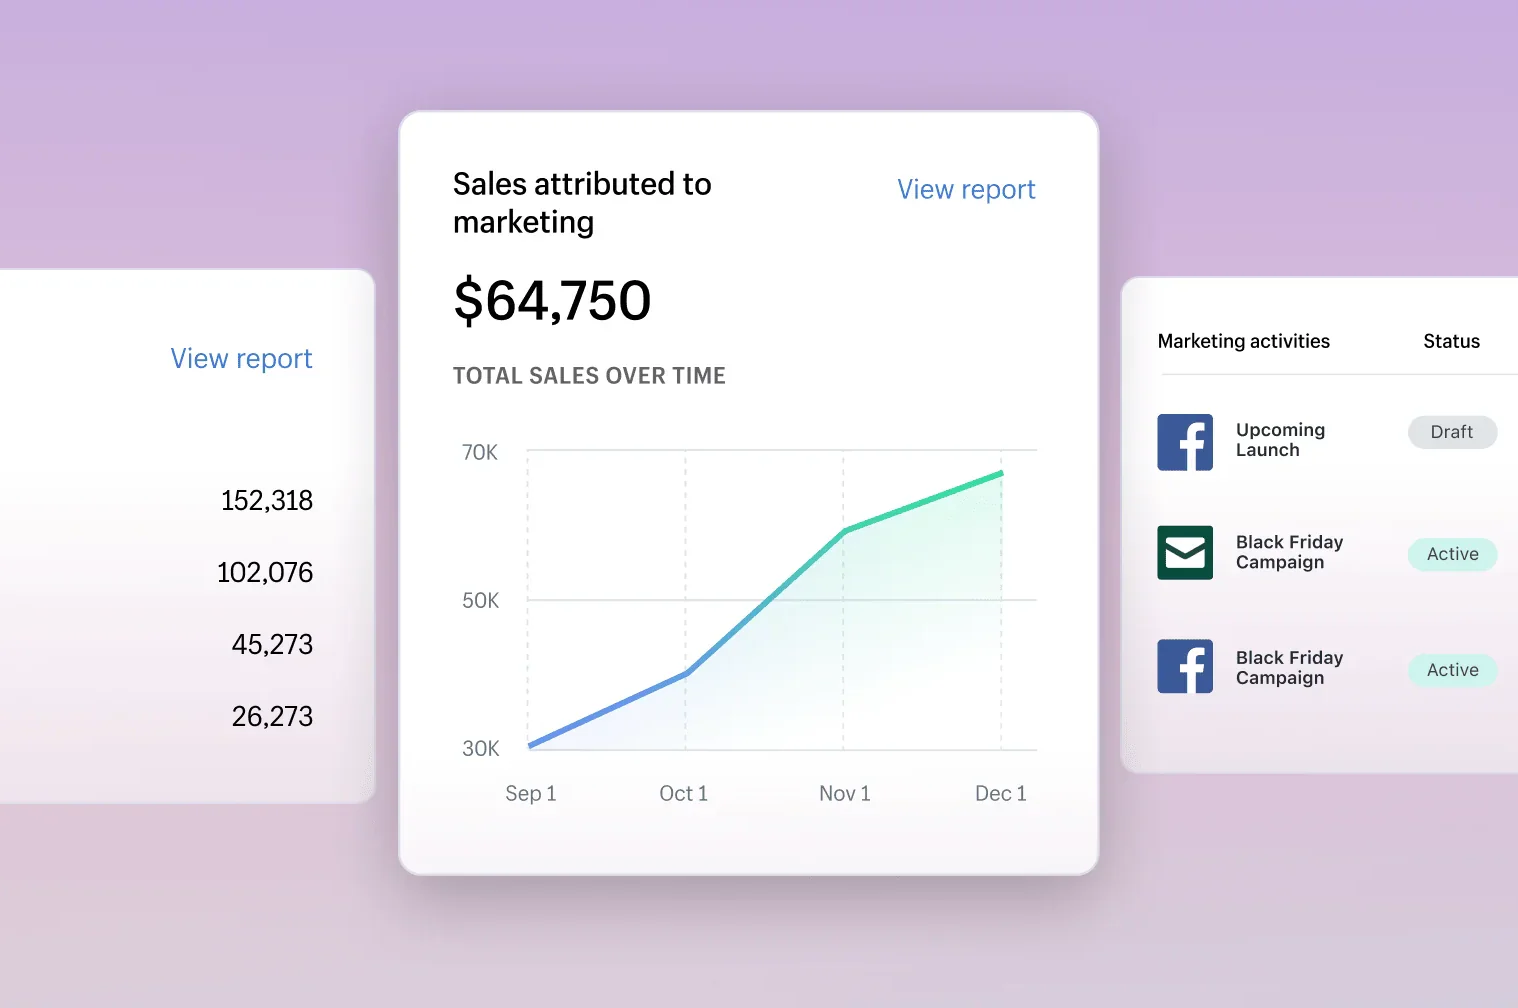 View report
152,318
102,076
45,273
26,273
Sales attributed to
marketing
View report
$64,750
TOTAL SALES OVER TIME
70K
50K
30K
Sep 1
Oct 1
Nov 1
Dec 1
Marketing activities
Status
Upcoming
Launch
Draft
Black Friday
Campaign
Active
Black Friday
Campaign
Active